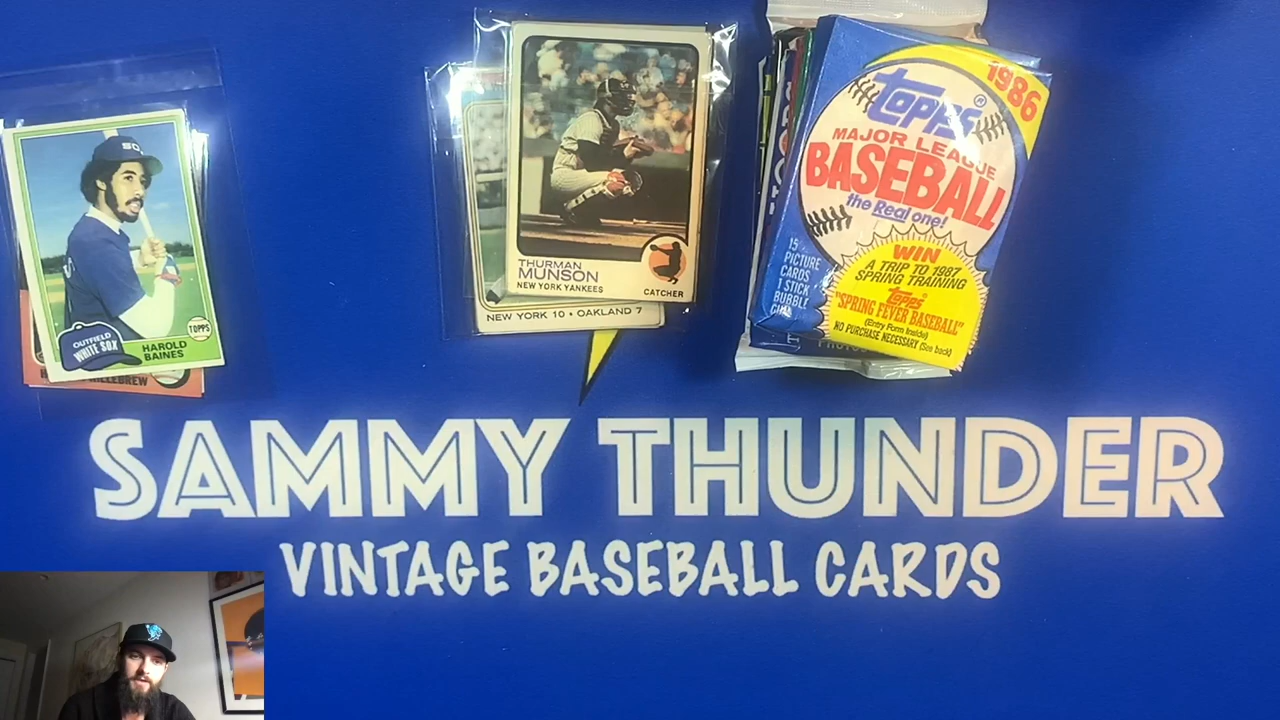 SOX
OUTFIELD
WHITE SOX
HAROLD
BAINES
TOPPS
KILLEBREW
THURMAN
MUNSON
NEW YORK YANKEES
CATCHER
NEW YORK 10 • OAKLAND 7
1986
TOPPS®
MAJOR LEAGUE
BASEBALL
the Real one!
15
PICTURE
CARDS
1 STICK
BUBBLE
GUM
WIN
A TRIP TO 1987
SPRING TRAINING
Topps
"SPRING FEVER BASEBALL"
(Entry Form Inside)
NO PURCHASE NECESSARY (See back)
SAMMY THUNDER
VINTAGE BASEBALL CARDS